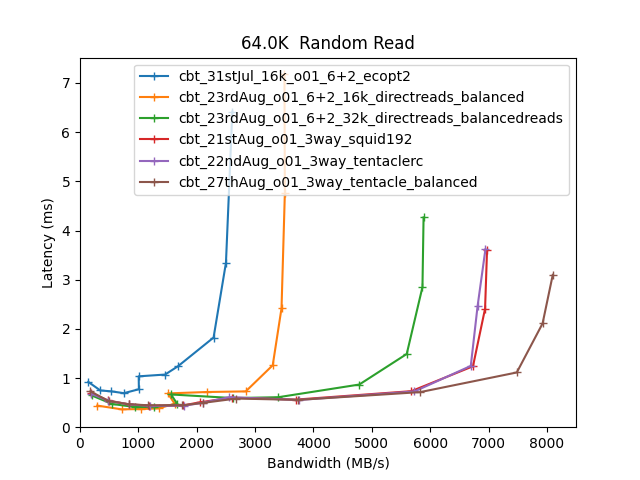 64.0K Random Read
cbt_31stJul_16k_o01_6+2_ecopt2
cbt_23rdAug_o01_6+2_16k_directreads_balanced
cbt_23rdAug_o01_6+2_32k_directreads_balancedreads
cbt_21stAug_o01_3way_squid192
cbt_22ndAug_o01_3way_tentaclerc
cbt_27thAug_o01_3way_tentacle_balanced
Latency (ms)
7
6
5
4
3
2
1
0
0 1000 2000 3000 4000 5000 6000 7000 8000
Bandwidth (MB/s)